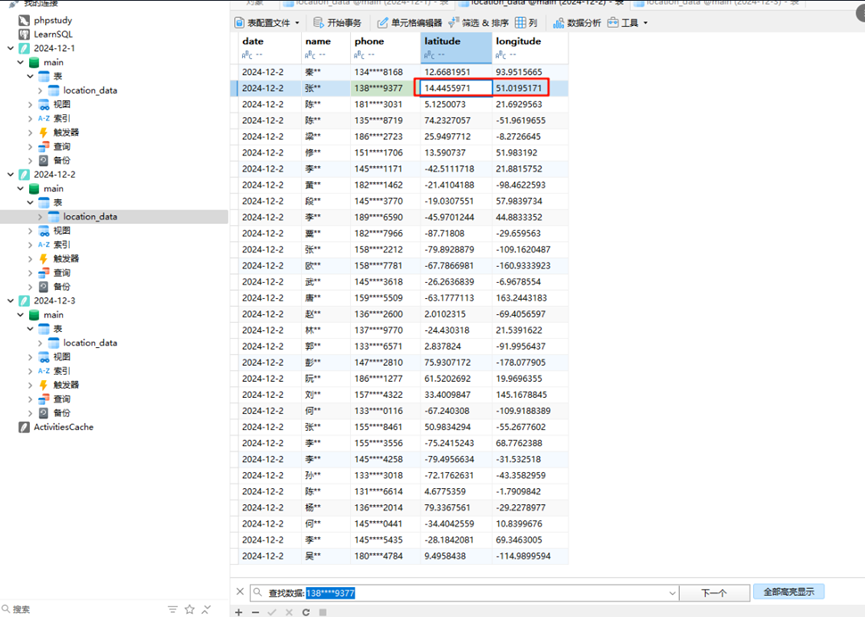 我的连接
phpstudy
LearnSQL
2024-12-1
main
表
location_data
视图
A-Z 索引
触发器
查询
备份
2024-12-2
main
表
location_data
视图
A-Z 索引
触发器
查询
备份
2024-12-3
main
表
location_data
视图
A-Z 索引
触发器
查询
备份
ActivitiesCache
搜索
对象 location_data @main (2024-12-1) - 表 location_data @main (2024-12-2) - 表 location_data @main (2024-12-3) - 表
表配置文件 开始事务 单元格编辑器 筛选 & 排序 列 数据分析 工具
date name phone latitude longitude
2024-12-2 秦** 134****8168 12.6681951 93.9515665
2024-12-2 张** 138****9377 14.4455971 51.0195171
2024-12-2 陈** 181****3031 5.1250073 21.6929563
2024-12-2 陈** 135****8719 74.2327057 -51.9619655
2024-12-2 梁** 186****2723 25.9497712 -8.2726645
2024-12-2 修** 151****1706 13.590737 51.983192
2024-12-2 李** 145****1171 -42.5111718 21.8815752
2024-12-2 萧** 182****1462 -21.4104188 -98.4622593
2024-12-2 段** 145****3770 -19.0307551 57.9839734
2024-12-2 李** 189****6590 -45.9701244 44.8833352
2024-12-2 粟** 182****7966 -87.71808 -29.659563
2024-12-2 张** 158****2212 -79.8928879 -109.1620487
2024-12-2 欧** 158****7781 -67.7866981 -160.9333923
2024-12-2 武** 145****3618 -26.2636839 -6.9678554
2024-12-2 唐** 159****5509 -63.1777113 163.2443183
2024-12-2 赵** 136****2600 2.0102315 -69.4056597
2024-12-2 林** 137****9770 -24.430318 21.5391622
2024-12-2 郭** 133****6571 2.837824 -91.9956437
2024-12-2 彭** 147****2810 75.9307172 -178.077905
2024-12-2 阮** 186****1277 61.5202692 19.9696355
2024-12-2 刘** 157****4322 33.4009847 145.1678845
2024-12-2 何** 133****0116 -67.240308 -109.9188389
2024-12-2 张** 155****8461 50.9834294 -55.2677602
2024-12-2 李** 155****3556 -75.2415243 68.7762388
2024-12-2 李** 145****4258 -79.4956634 -31.532518
2024-12-2 孙** 133****3018 -72.1762631 -43.3582959
2024-12-2 陈** 131****6614 4.6775359 -1.7909842
2024-12-2 杨** 136****2014 79.3367561 -29.2278977
2024-12-2 何** 145****0441 -34.4042559 10.8399676
2024-12-2 李** 145****5435 -28.1842081 69.3463005
2024-12-2 吴** 180****4784 9.4958438 -114.9899594
查找数据: 138****9377 下一个 全部高亮显示